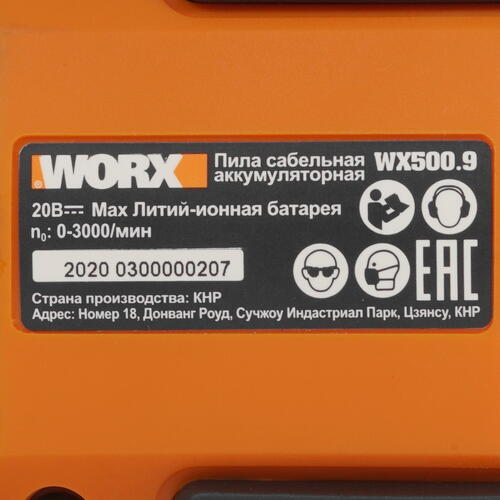 WORX
Пила сабельная WX500.9
аккумуляторная
20В⎓ Max Литий-ионная батарея
n₀: 0-3000/мин
2020 0300000207
EAC
Страна производства: КНР
Адрес: Номер 18, Донванг Роуд, Сучжоу Индастриал Парк, Цзянсу, КНР